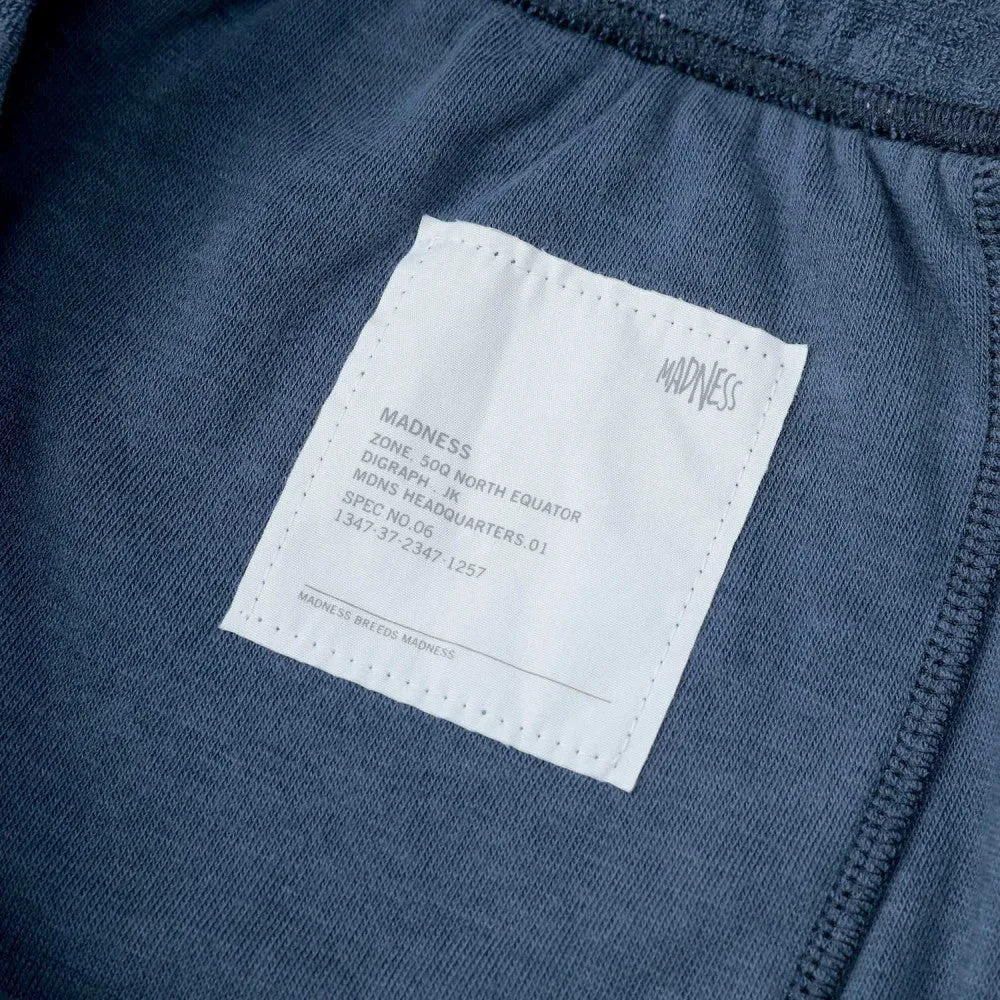 MADNESS
MADNESS
ZONE. 50Q NORTH EQUATOR
DIGRAPH . JK
MDNS HEADQUARTERS.01
SPEC NO.06
1347-37-2347-1257
MADNESS BREEDS MADNESS